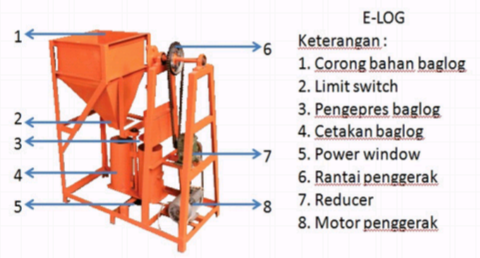 E-LOG
Keterangan :
1. Corong bahan baglog
2. Limit switch
3. Pengepres baglog
4. Cetakan baglog
5. Power window
6. Rantai penggerak
7. Reducer
8. Motor penggerak
1
2
3
4
5
6
7
8